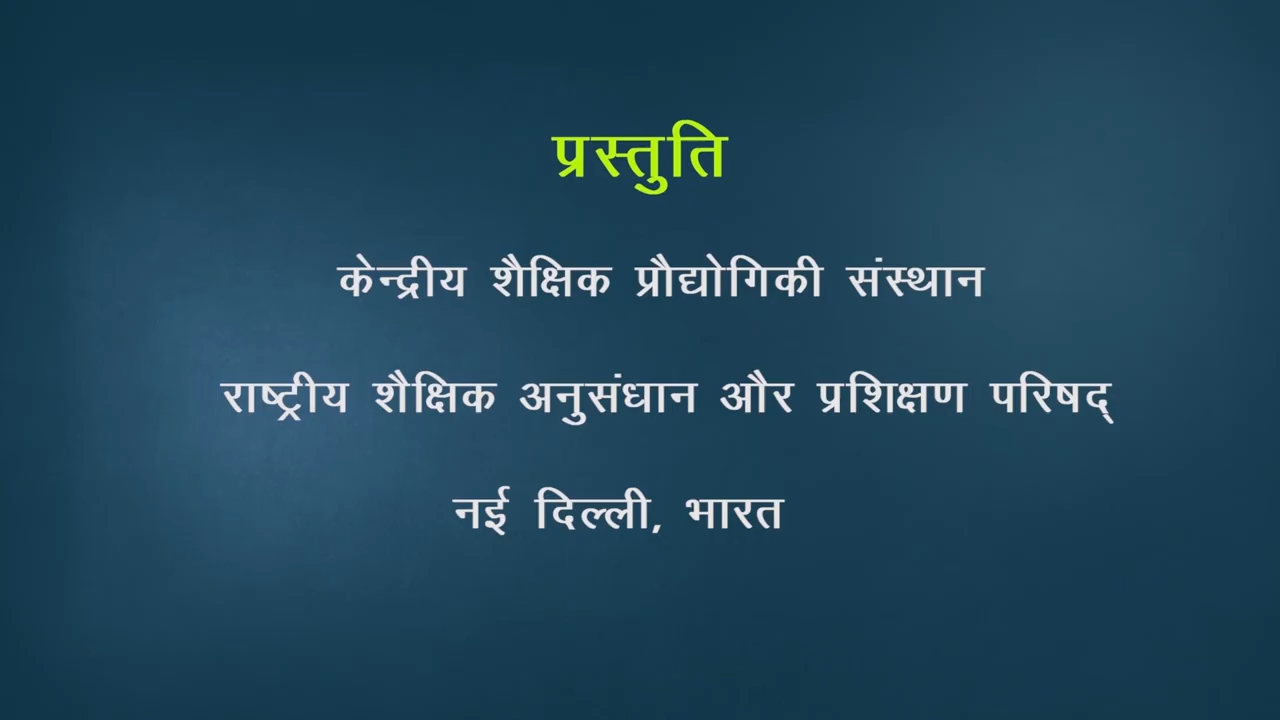 प्रस्तुति
केन्द्रीय शैक्षिक प्रौद्योगिकी संस्थान
राष्ट्रीय शैक्षिक अनुसंधान और प्रशिक्षण परिषद्
नई दिल्ली, भारत